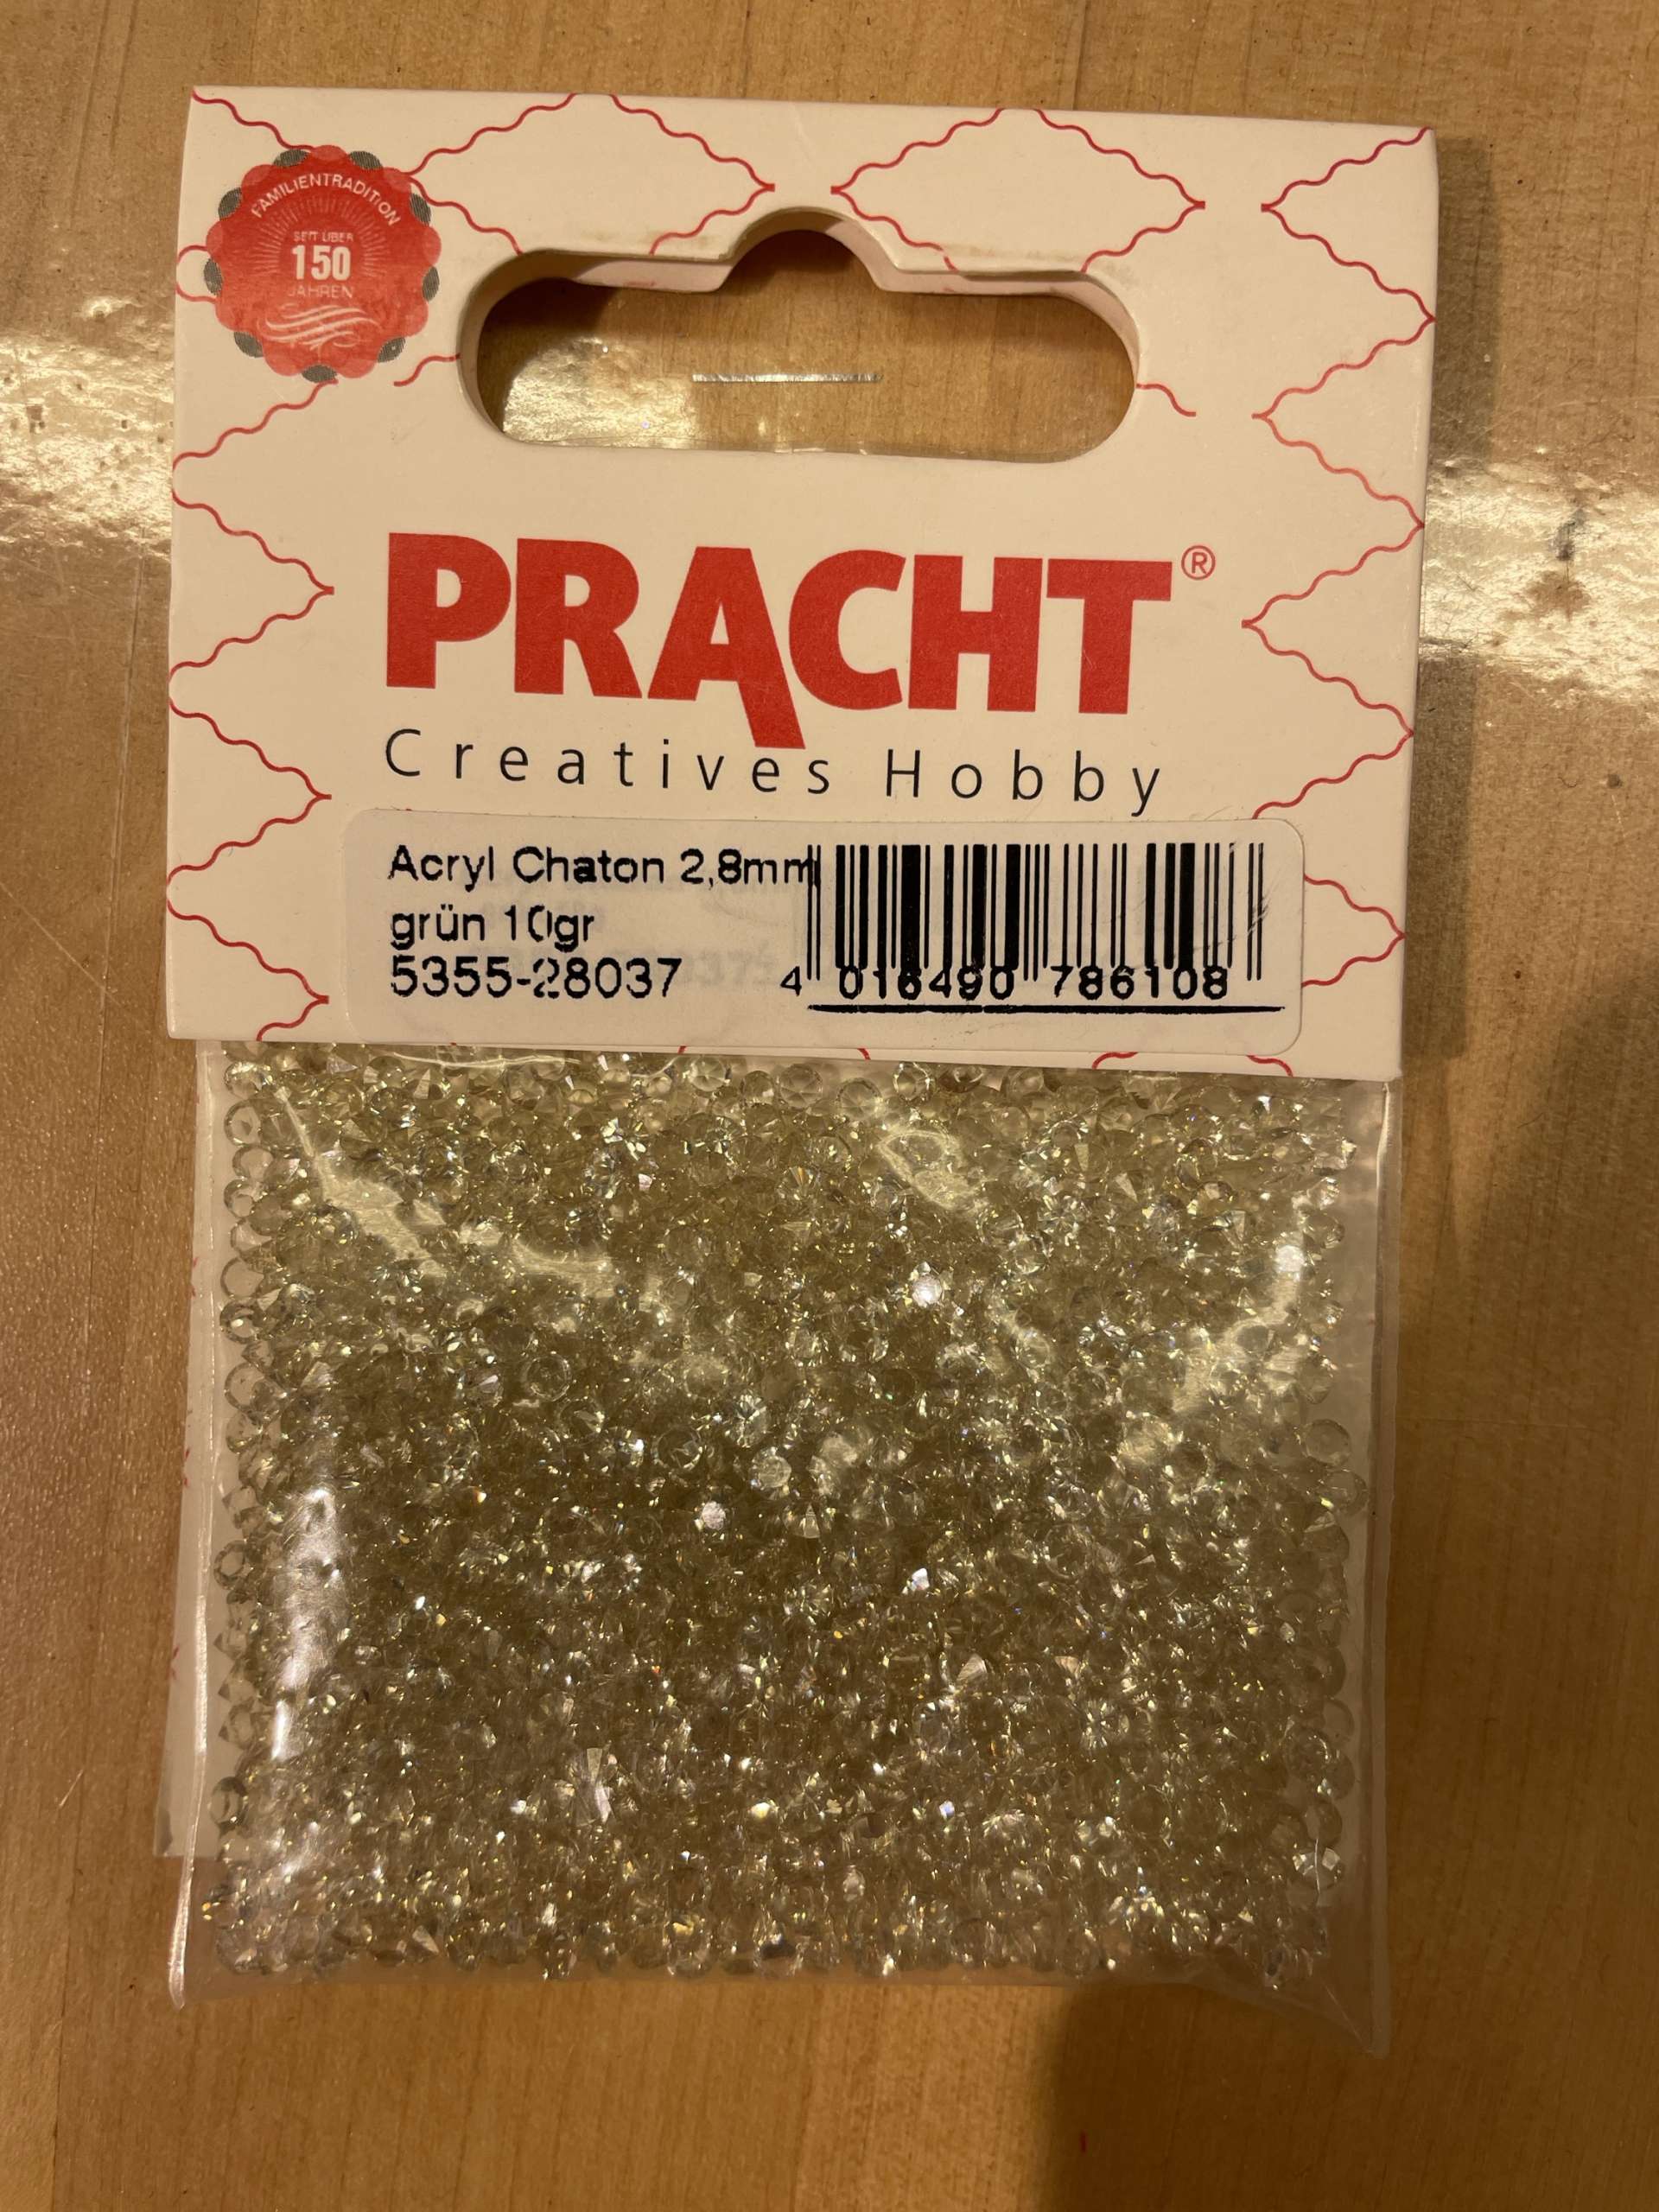 FAMILIENTRADITION
SEIT ÜBER
150
JAHREN
PRACHT®
Creatives Hobby
Acryl Chaton 2,8mm
grün 10gr
5355-28037
4 016490 786108